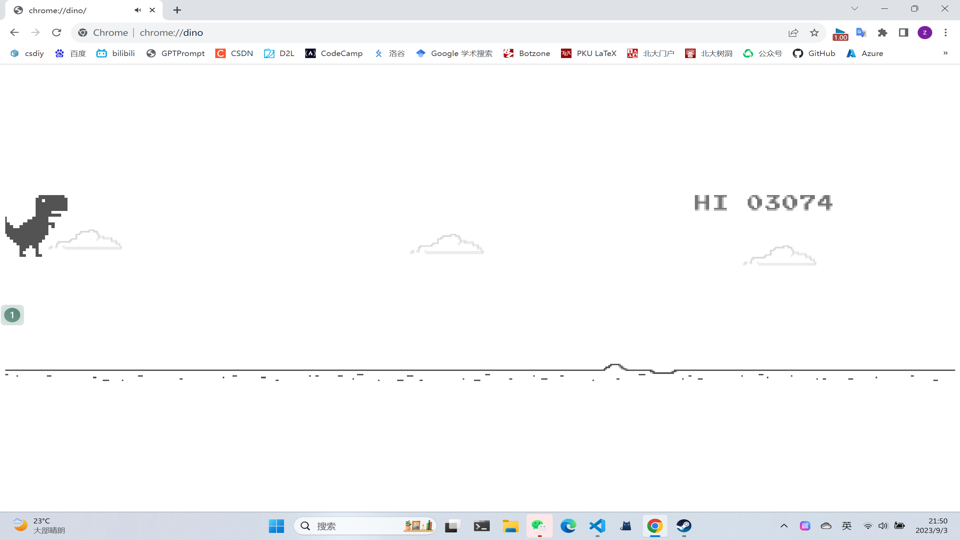 chrome://dino/
Chrome | chrome://dino
1.00
z
csdiy 百度 bilibili GPTPrompt CSDN D2L CodeCamp 洛谷 Google 学术搜索 Botzone PKU LaTeX 北大门户 北大树洞 公众号 GitHub Azure »
HI 03074
1
23°C
大部晴朗
搜索
英
21:50
2023/9/3